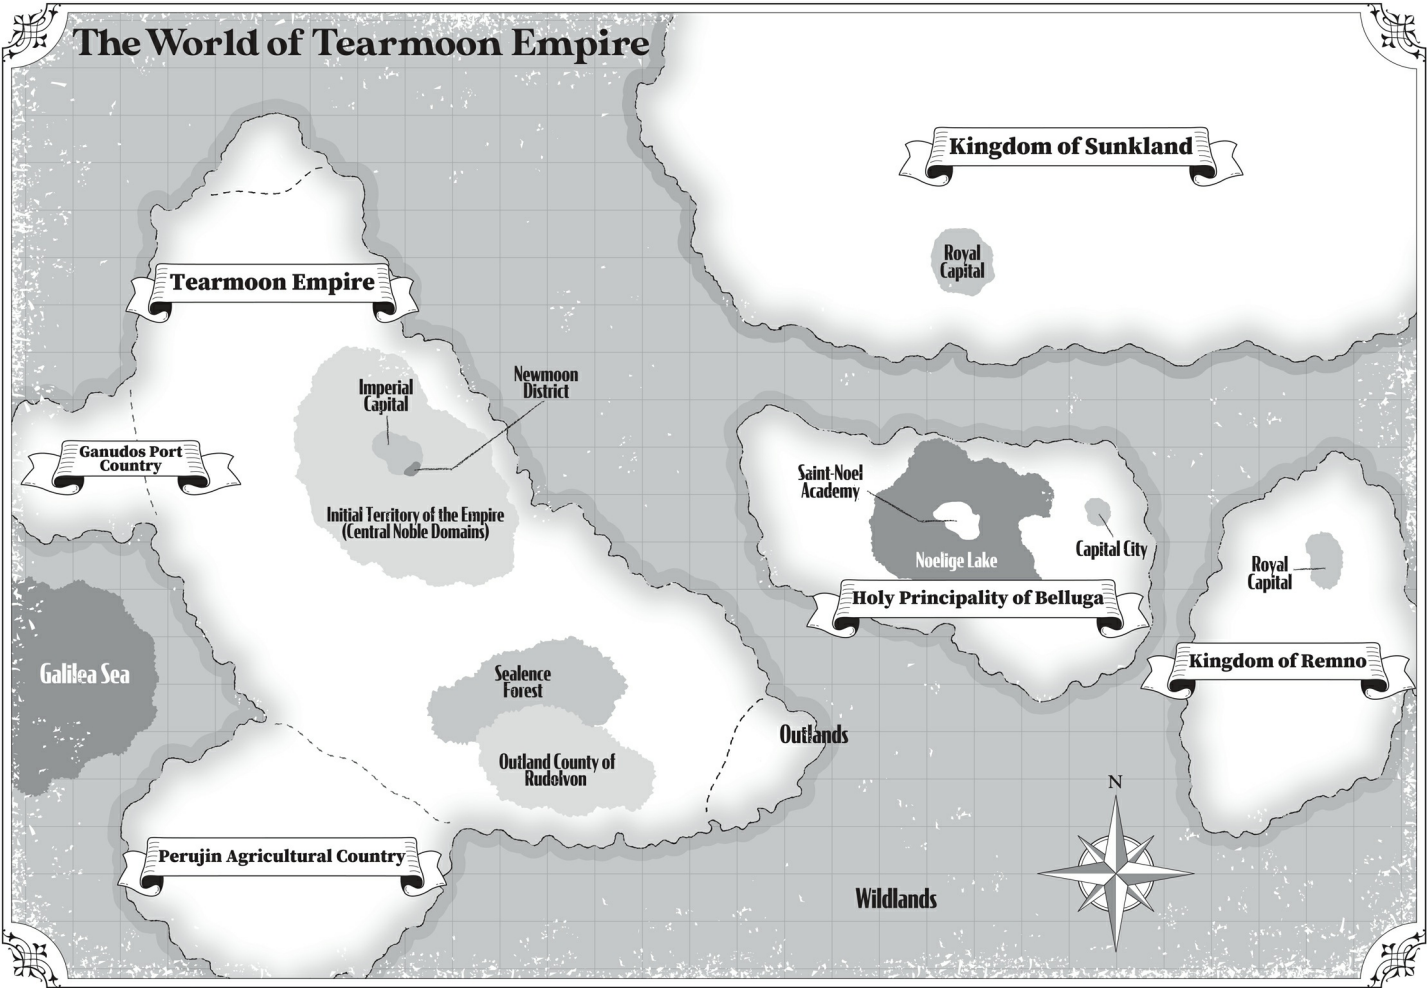 The World of Tearmoon Empire
Kingdom of Sunkland
Royal
Capital
Tearmoon Empire
Imperial
Capital
Newmoon
District
Ganudos Port
Country
Initial Territory of the Empire
(Central Noble Domains)
Saint-Noel
Academy
Noelige Lake
Capital City
Holy Principality of Belluga
Royal
Capital
Kingdom of Remno
Galilea Sea
Sealence
Forest
Outland County of
Rudolvon
Outlands
Perujin Agricultural Country
Wildlands
N